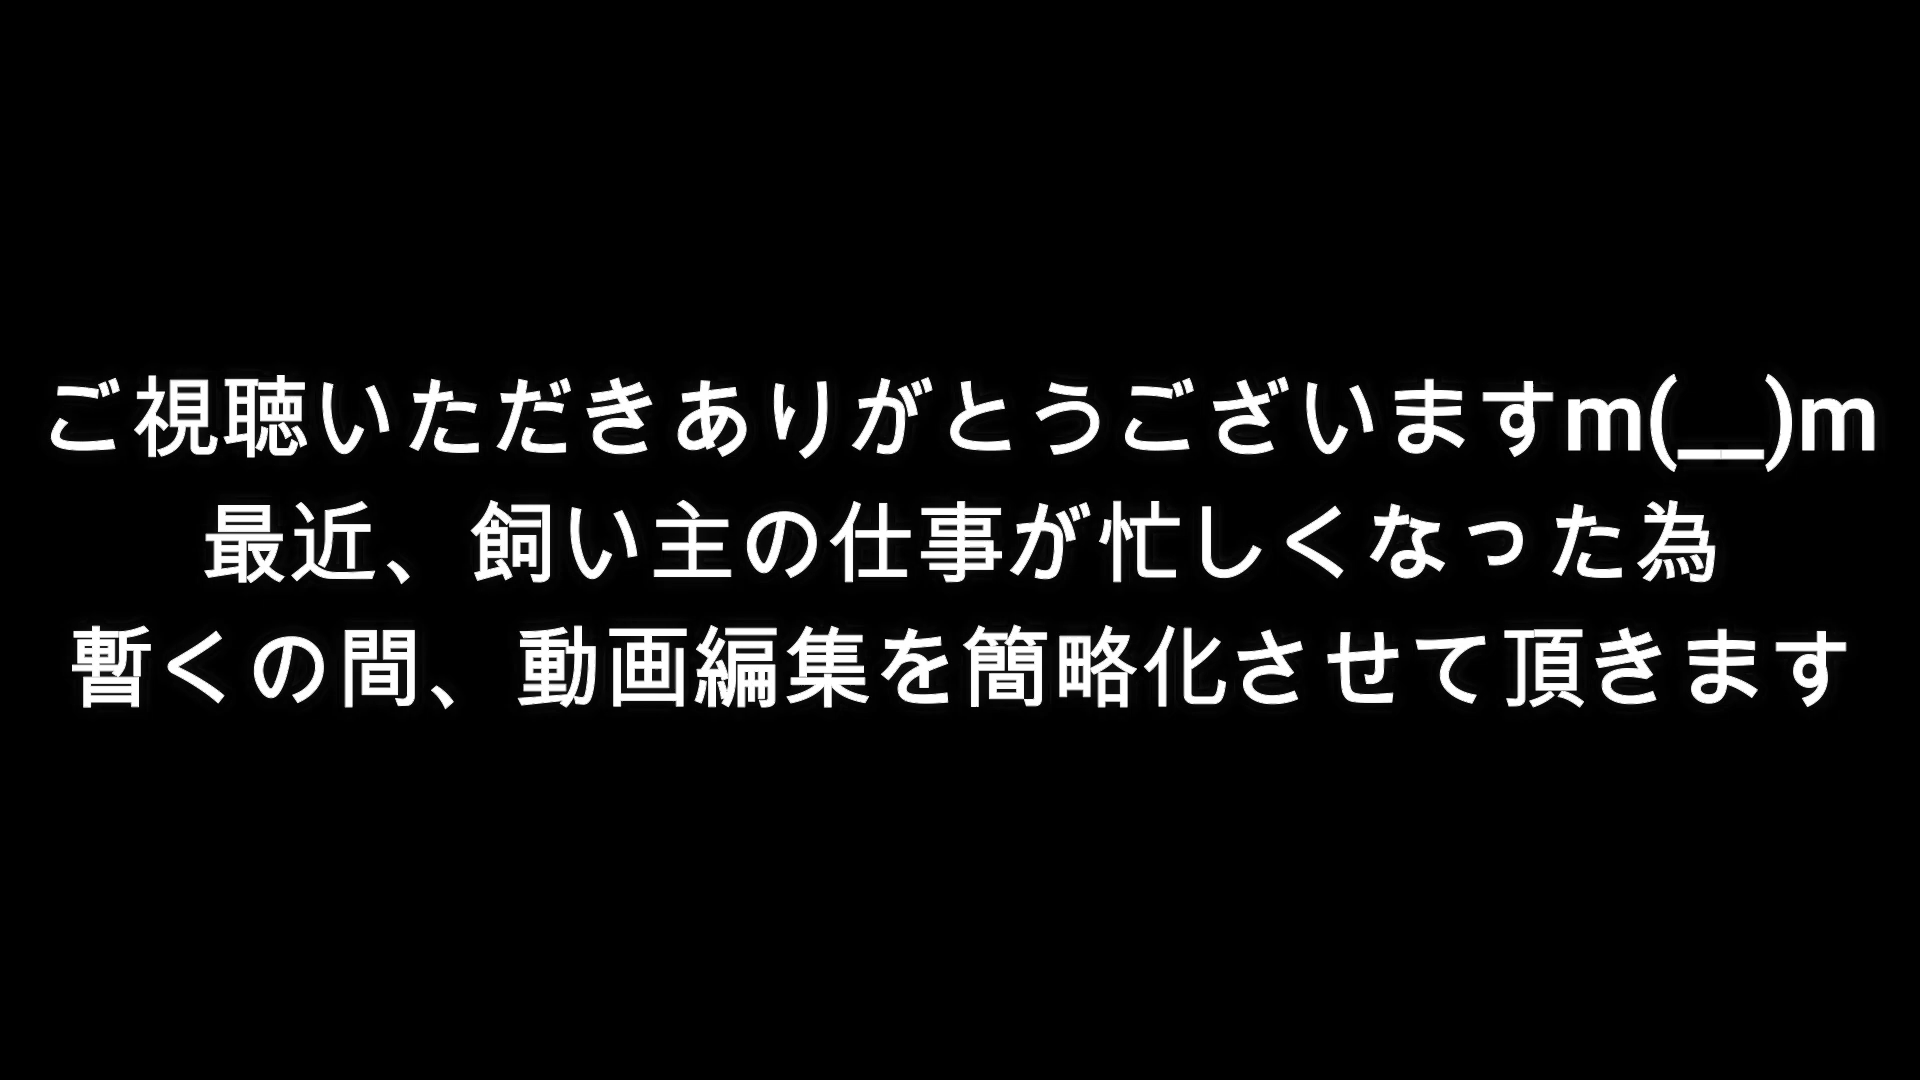 ご視聴いただきありがとうございますm(__)m
最近、飼い主の仕事が忙しくなった為
暫くの間、動画編集を簡略化させて頂きます